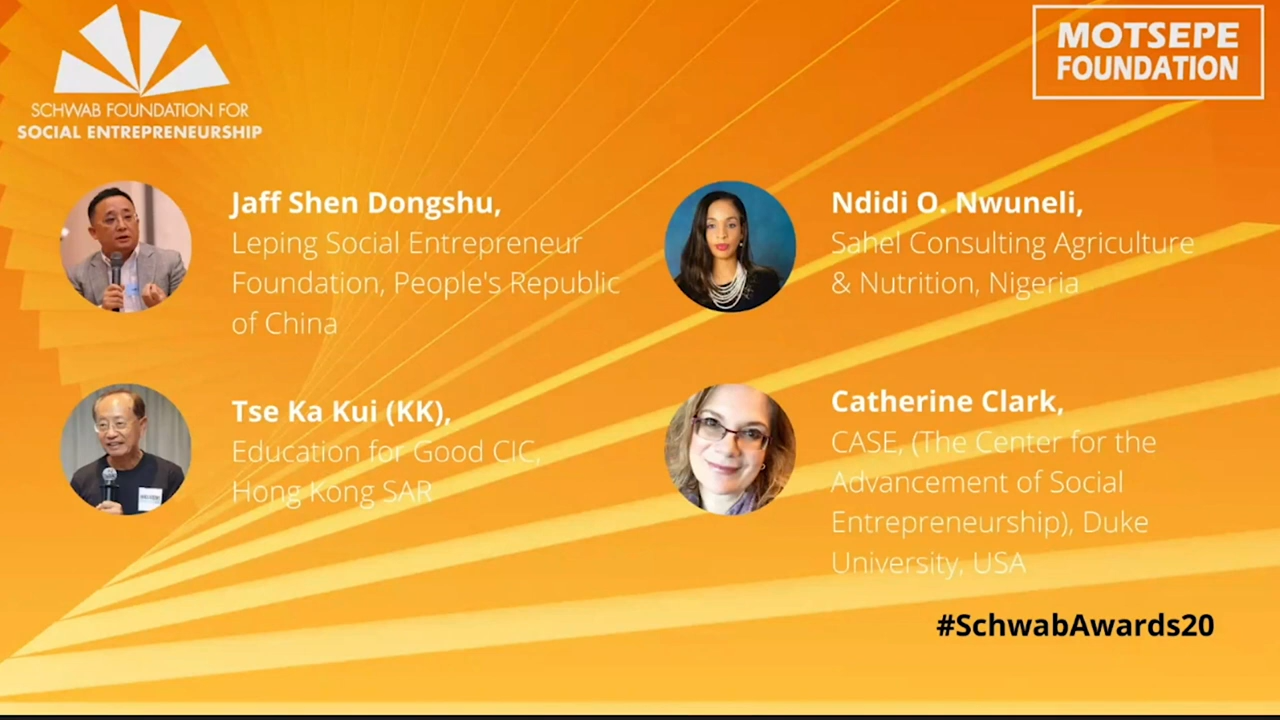 SCHWAB FOUNDATION FOR
SOCIAL ENTREPRENEURSHIP
MOTSEPE
FOUNDATION
Jaff Shen Dongshu,
Leping Social Entrepreneur
Foundation, People's Republic
of China
Ndidi O. Nwuneli,
Sahel Consulting Agriculture
& Nutrition, Nigeria
Tse Ka Kui (KK),
Education for Good CIC,
Hong Kong SAR
Catherine Clark,
CASE, (The Center for the
Advancement of Social
Entrepreneurship), Duke
University, USA
#SchwabAwards20